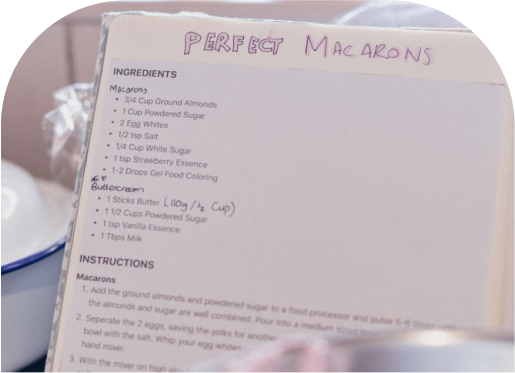 PERFECT MACARONS
INGREDIENTS
Macarons
• 3/4 Cup Ground Almonds
• 1 Cup Powdered Sugar
• 2 Egg Whites
• 1/2 tsp Salt
• 1/4 Cup White Sugar
• 1 tsp Strawberry Essence
• 1-2 Drops Gel Food Coloring
Buttercream
• 1 Sticks Butter (110g / ½ Cup)
• 1 1/2 Cups Powdered Sugar
• 1 tsp Vanilla Essence
• 1 Tbps Milk
INSTRUCTIONS
Macarons
1. Add the ground almonds and powdered sugar to a food processor and pulse 5-6 times until
the almonds and sugar are well combined. Pour into a medium sized bowl
2. Seperate the 2 eggs, saving the yolks for another
bowl with the salt. Whip your egg whites
hand mixer.
3. With the mixer on high